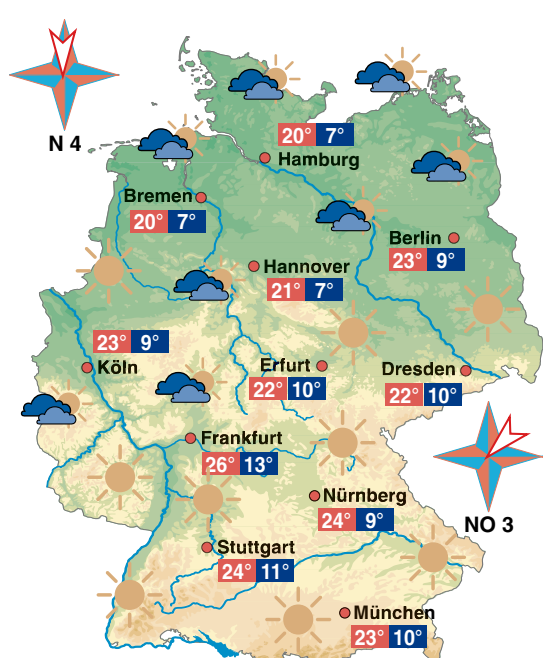 N 4
20° 7°
Hamburg
Bremen
20° 7°
Berlin
23° 9°
Hannover
21° 7°
23° 9°
Köln
Erfurt
22° 10°
Dresden
22° 10°
Frankfurt
26° 13°
Nürnberg
24° 9°
NO 3
Stuttgart
24° 11°
München
23° 10°